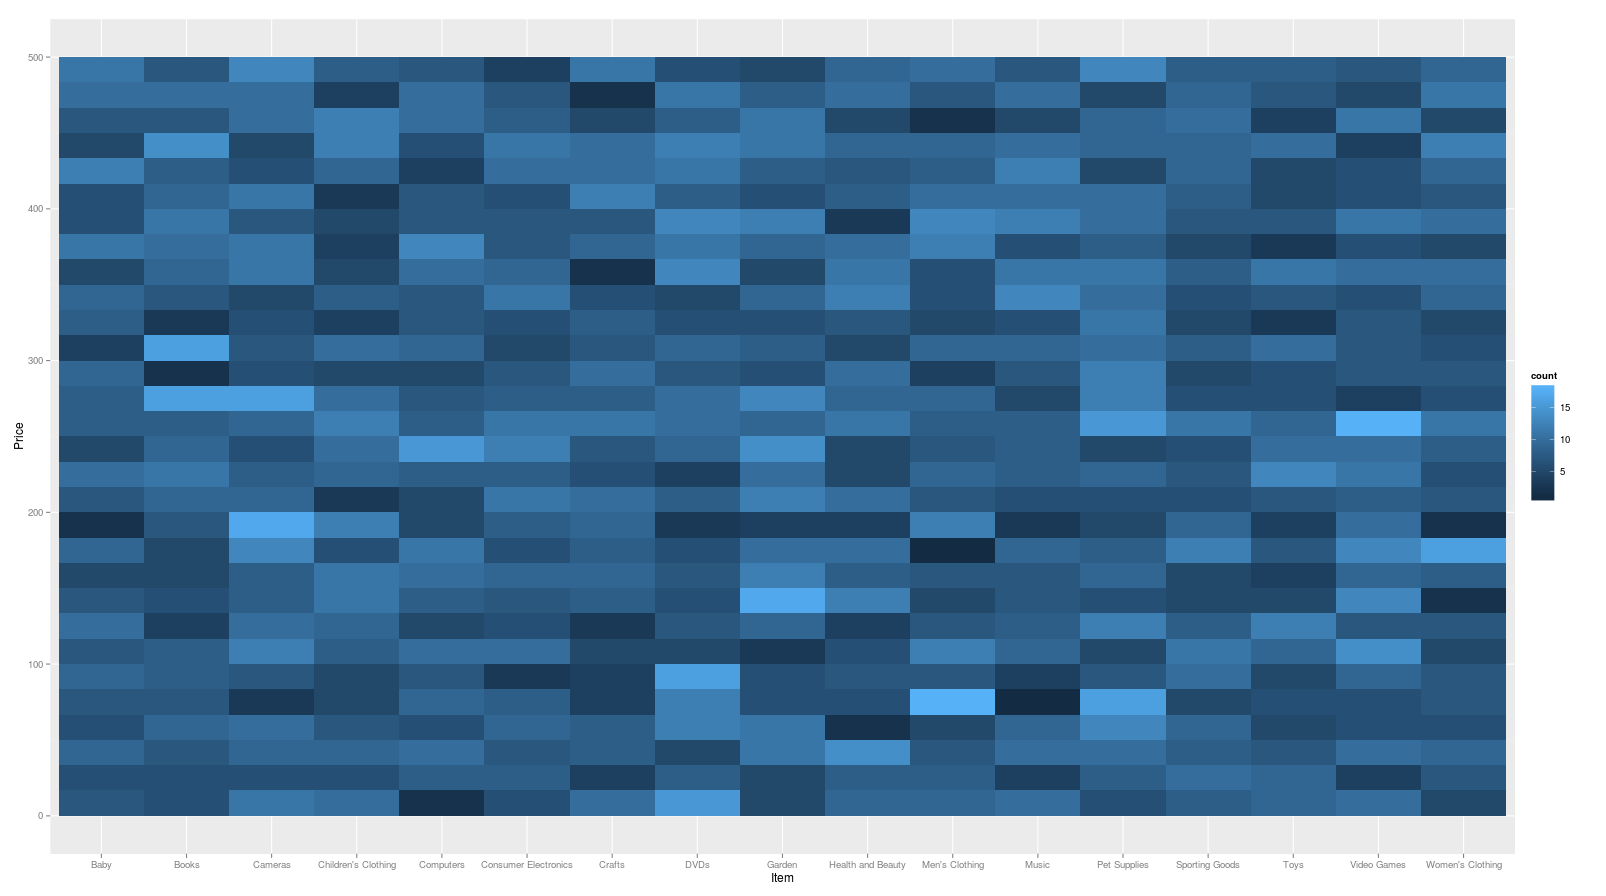 500
400
300
200
100
0
Price
Baby Books Cameras Children's Clothing Computers Consumer Electronics Crafts DVDs Garden Health and Beauty Men's Clothing Music Pet Supplies Sporting Goods Toys Video Games Women's Clothing
Item
count
15
10
5